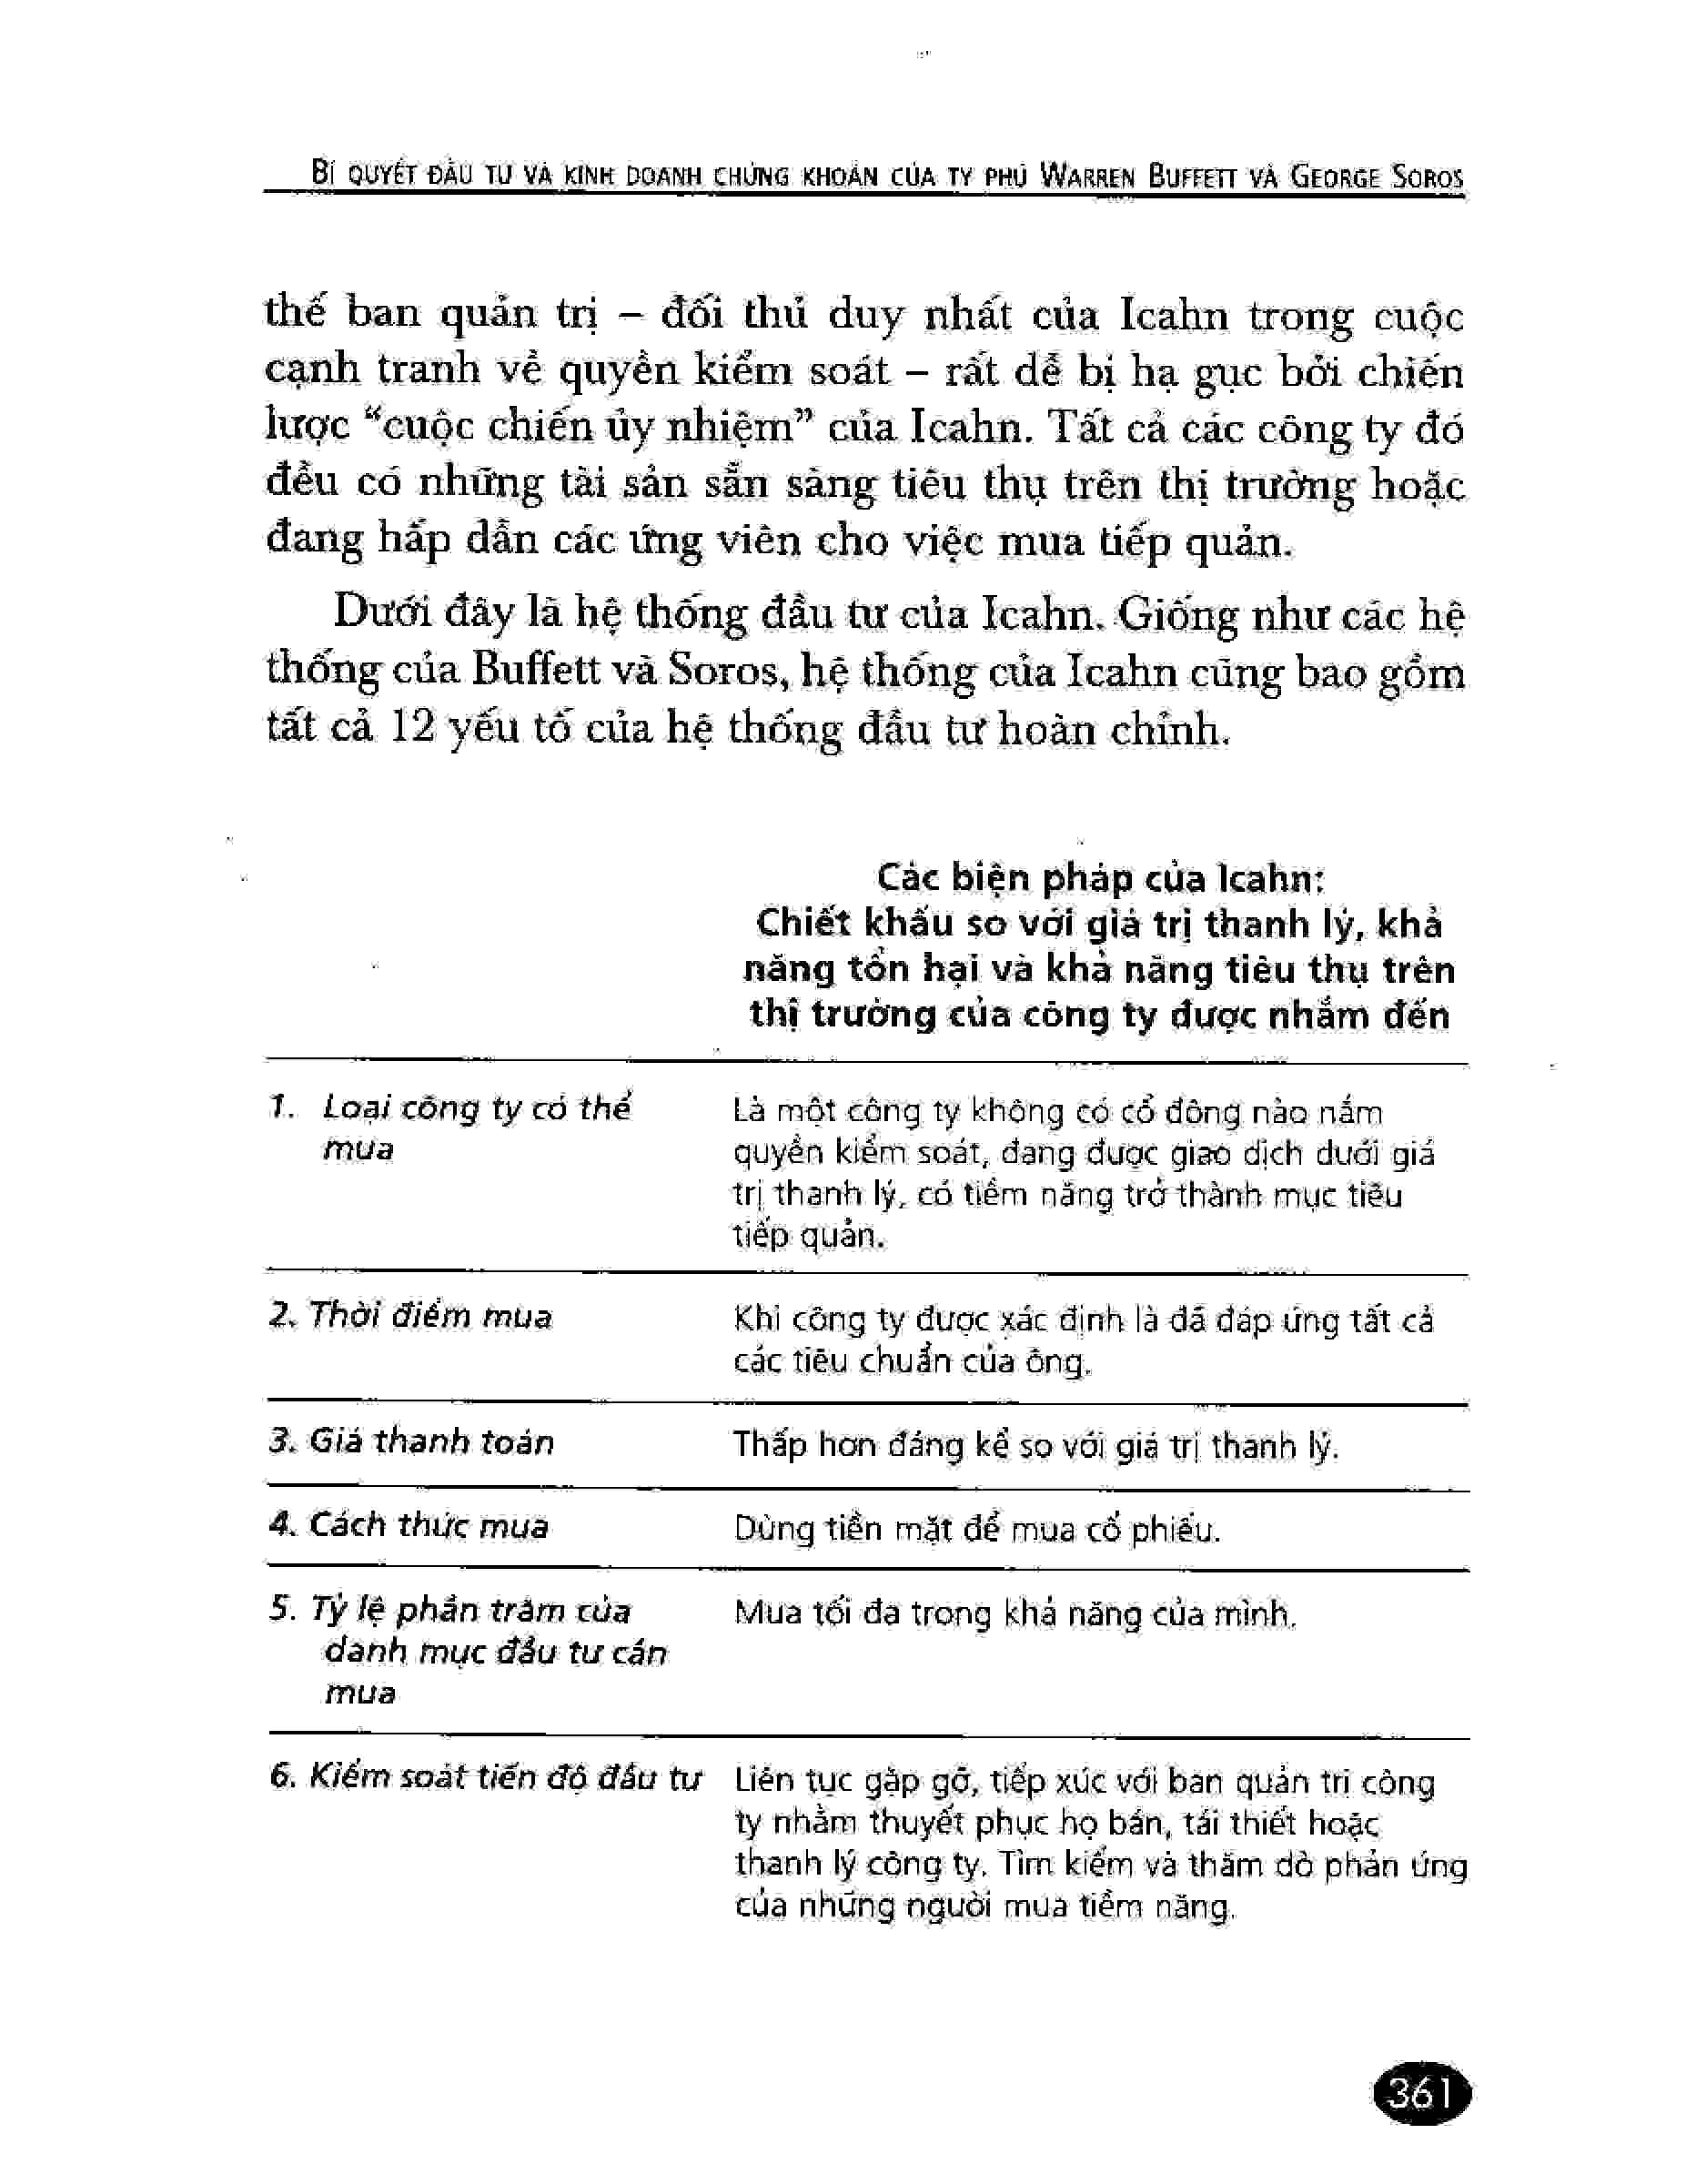 BÍ QUYẾT ĐẦU TƯ VÀ KINH DOANH CHỨNG KHOÁN CỦA TỶ PHÚ WARREN BUFFETT VÀ GEORGE SOROS
thế ban quản trị – đối thủ duy nhất của Icahn trong cuộc
cạnh tranh về quyền kiểm soát – rất dễ bị hạ gục bởi chiến
lược “cuộc chiến ủy nhiệm” của Icahn. Tất cả các công ty đó
đều có những tài sản sẵn sàng tiêu thụ trên thị trường hoặc
đang hấp dẫn các ứng viên cho việc mua tiếp quản.
Dưới đây là hệ thống đầu tư của Icahn. Giống như các hệ
thống của Buffett và Soros, hệ thống của Icahn cũng bao gồm
tất cả 12 yếu tố của hệ thống đầu tư hoàn chỉnh.
Các biện pháp của Icahn:
Chiết khấu so với giá trị thanh lý, khả
năng tổn hại và khả năng tiêu thụ trên
thị trường của công ty được nhắm đến
1. Loại công ty có thể
mua
Là một công ty không có cổ đông nào nắm
quyền kiểm soát, đang được giao dịch dưới giá
trị thanh lý, có tiềm năng trở thành mục tiêu
tiếp quản.
2. Thời điểm mua
Khi công ty được xác định là đã đáp ứng tất cả
các tiêu chuẩn của ông.
3. Giá thanh toán
Thấp hơn đáng kể so với giá trị thanh lý.
4. Cách thức mua
Dùng tiền mặt để mua cổ phiếu.
5. Tỷ lệ phần trăm của
danh mục đầu tư cần
mua
Mua tối đa trong khả năng của mình.
6. Kiểm soát tiến độ đầu tư
Liên tục gặp gỡ, tiếp xúc với ban quản trị công
ty nhằm thuyết phục họ bán, tái thiết hoặc
thanh lý công ty. Tìm kiếm và thăm dò phản ứng
của những người mua tiềm năng.
361